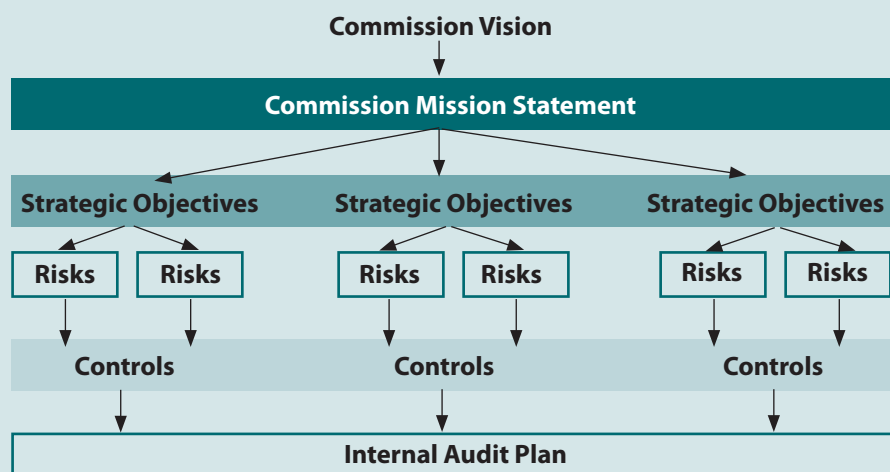 Commission Vision
Commission Mission Statement
Strategic Objectives Strategic Objectives Strategic Objectives
Risks Risks Risks Risks Risks Risks
Controls Controls Controls
Internal Audit Plan